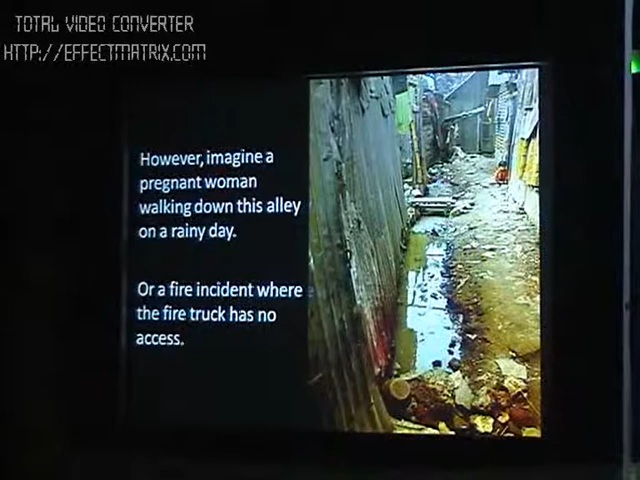 TOTAL VIDEO CONVERTER
HTTP://EFFECTMATRIX.COM
However, imagine a
pregnant woman
walking down this alley
on a rainy day.
Or a fire incident where
the fire truck has no
access.